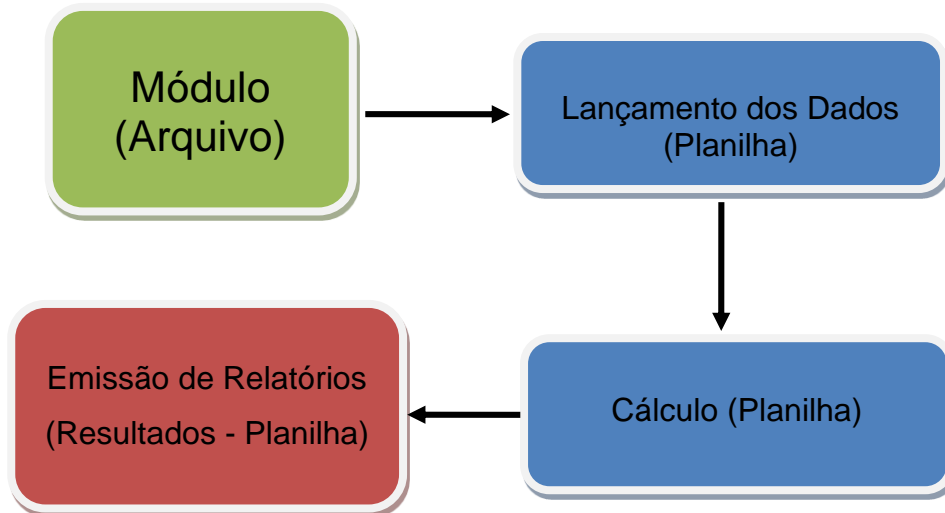 Módulo
(Arquivo)
Lançamento dos Dados
(Planilha)
Cálculo (Planilha)
Emissão de Relatórios
(Resultados - Planilha)